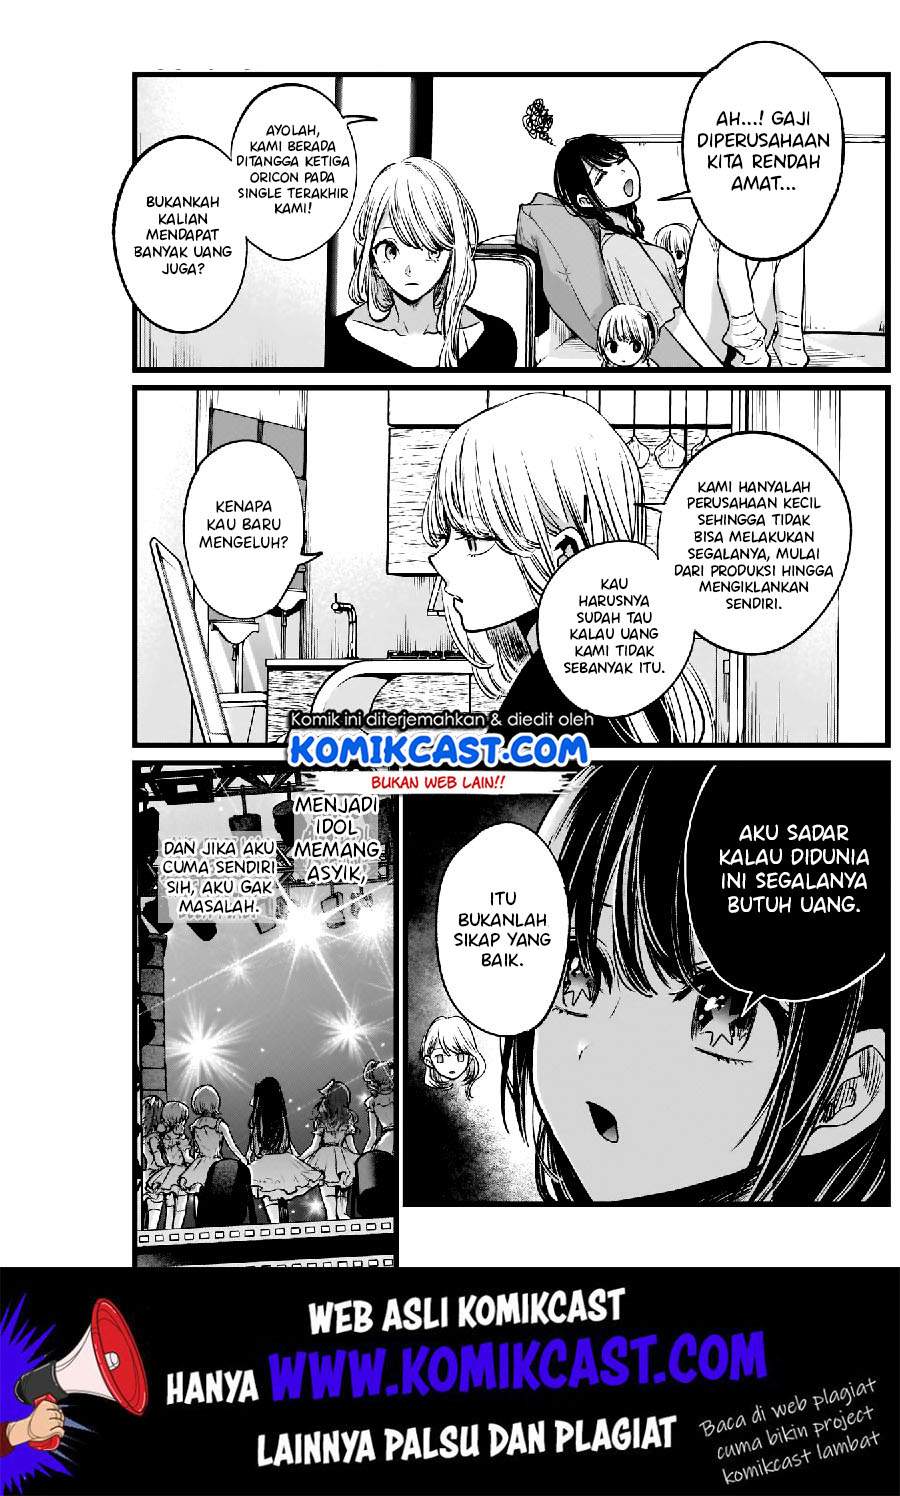 AH...! GAJI
DIPERUSAHAAN
KITA RENDAH
AMAT...
AYOLAH,
KAMI BERADA
DITANGGA KETIGA
ORICON PADA
SINGLE TERAKHIR
KAMI!
BUKANKAH
KALIAN
MENDAPAT
BANYAK UANG
JUGA?
KAMI HANYALAH
PERUSAHAAN KECIL
SEHINGGA TIDAK
BISA MELAKUKAN
SEGALANYA, MULAI
DARI PRODUKSI HINGGA
MENGIKLANKAN
SENDIRI.
KAU
HARUSNYA
SUDAH TAU
KALAU UANG
KAMI TIDAK
SEBANYAK ITU.
KENAPA
KAU BARU
MENGELUH?
Komik ini diterjemahkan & diedit oleh
KOMIKCAST.COM
BUKAN WEB LAIN!!
AKU SADAR
KALAU DIDUNIA
INI SEGALANYA
BUTUH UANG.
ITU
BUKANLAH
SIKAP YANG
BAIK.
MENJADI
IDOL
MEMANG
ASYIK,
DAN JIKA AKU
CUMA SENDIRI
SIH, AKU GAK
MASALAH.
WEB ASLI KOMIKCAST
HANYA WWW.KOMIKCAST.COM
LAINNYA PALSU DAN PLAGIAT
Baca di web plagiat
cuma bikin project
komikcast lambat